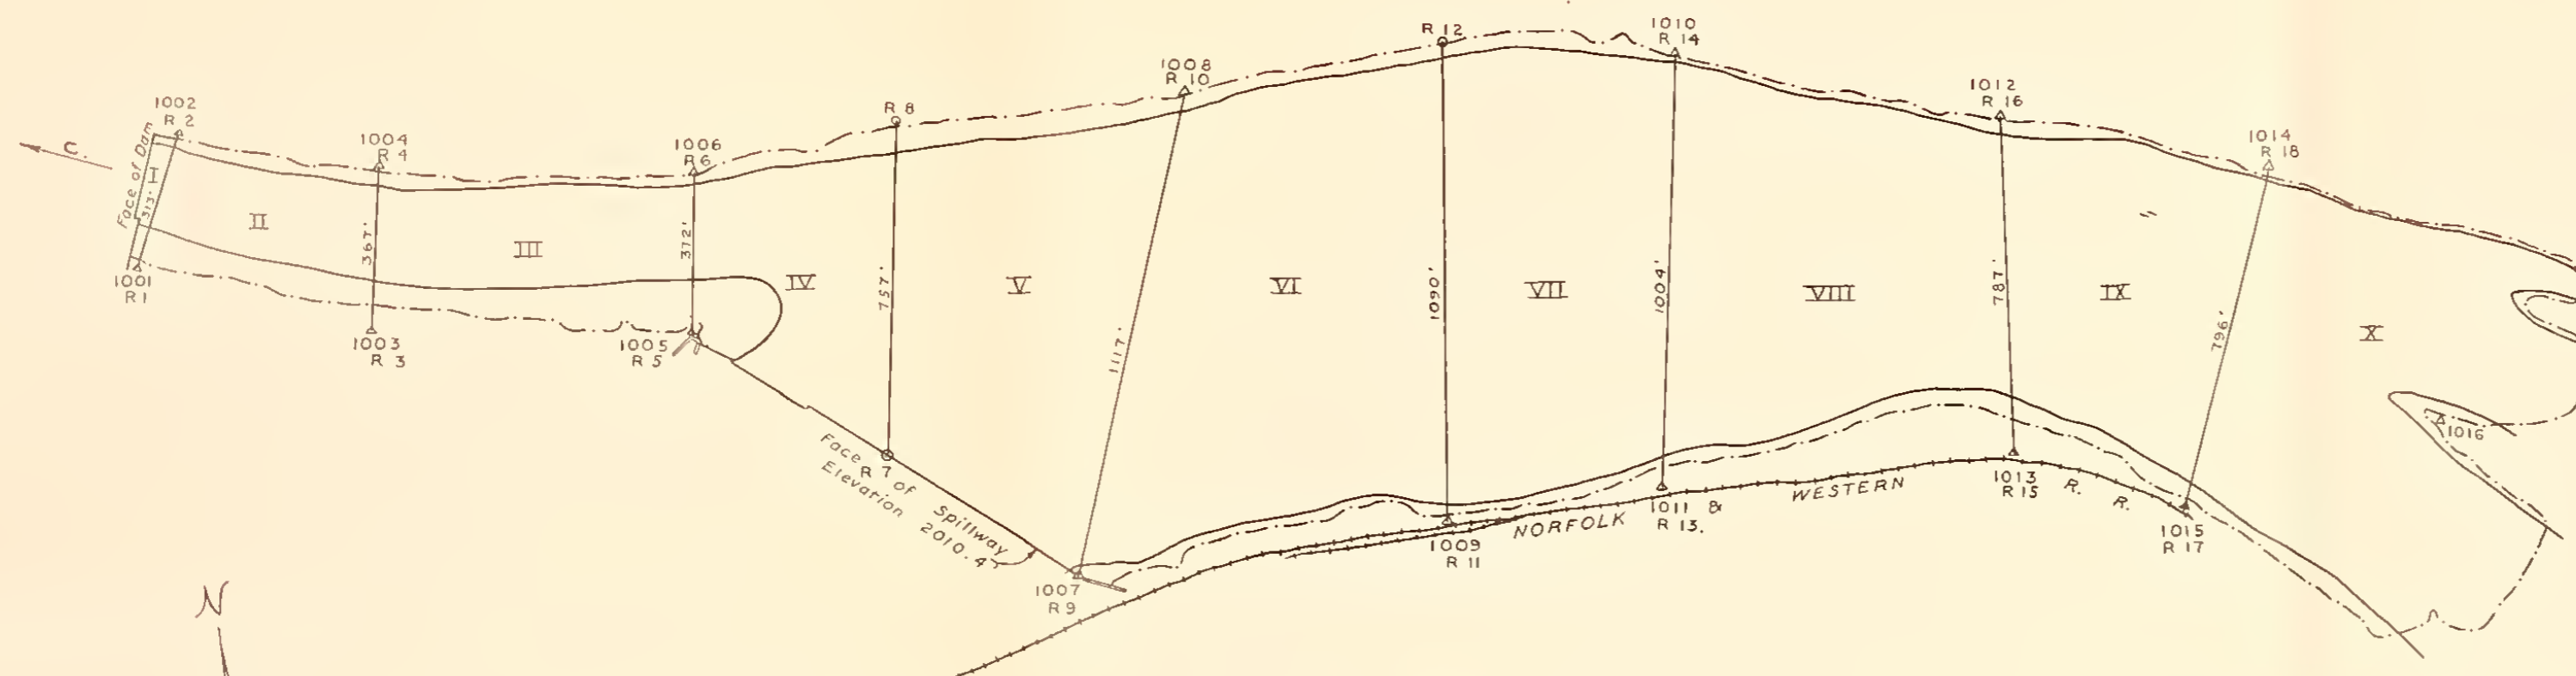 C.
Face of Dam
1002
R 2
I
313'
1001
R 1
II
1004
R 4
367'
1003
R 3
III
1006
R 6
372'
1005
R 5
IV
R 8
757'
R 7
Face of Spillway
Elevation 2010.4'
V
1008
R 10
1117'
1007
R 9
VI
R 12
1090'
1009
R 11
VII
1010
R 14
1004'
1011
R 13.
NORFOLK & WESTERN R. R.
VIII
1012
R 16
787'
1013
R 15
IX
1014
R 18
796'
1015
R 17
X
1016
N